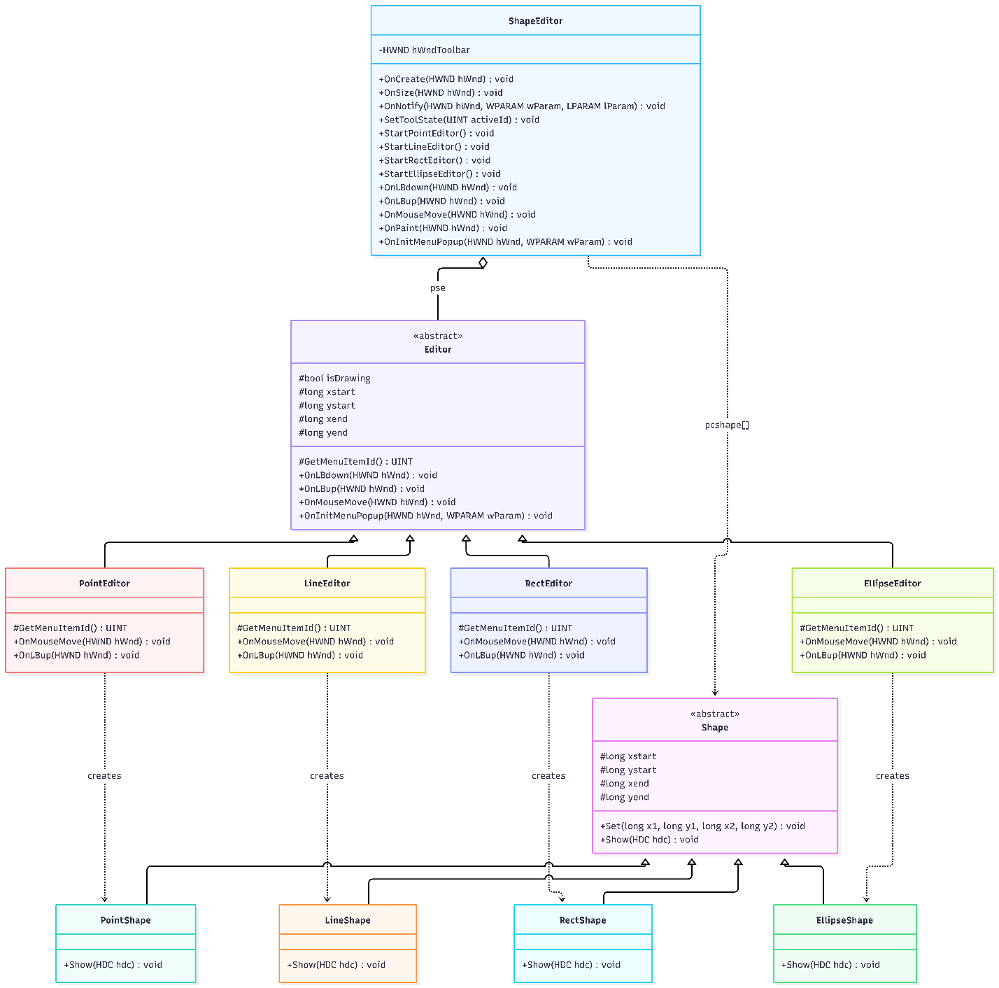 ShapeEditor
-HWND hWndToolbar
+OnCreate(HWND hWnd) : void
+OnSize(HWND hWnd) : void
+OnNotify(HWND hWnd, WPARAM wParam, LPARAM lParam) : void
+SetToolState(UINT activeId) : void
+StartPointEditor() : void
+StartLineEditor() : void
+StartRectEditor() : void
+StartEllipseEditor() : void
+OnLBdown(HWND hWnd) : void
+OnLBup(HWND hWnd) : void
+OnMouseMove(HWND hWnd) : void
+OnPaint(HWND hWnd) : void
+OnInitMenuPopup(HWND hWnd, WPARAM wParam) : void
pse
«abstract»
Editor
#bool isDrawing
#long xstart
#long ystart
#long xend
#long yend
#GetMenuItemId() : UINT
+OnLBdown(HWND hWnd) : void
+OnLBup(HWND hWnd) : void
+OnMouseMove(HWND hWnd) : void
+OnInitMenuPopup(HWND hWnd, WPARAM wParam) : void
pcshape[]
PointEditor
#GetMenuItemId() : UINT
+OnMouseMove(HWND hWnd) : void
+OnLBup(HWND hWnd) : void
LineEditor
#GetMenuItemId() : UINT
+OnMouseMove(HWND hWnd) : void
+OnLBup(HWND hWnd) : void
RectEditor
#GetMenuItemId() : UINT
+OnMouseMove(HWND hWnd) : void
+OnLBup(HWND hWnd) : void
EllipseEditor
#GetMenuItemId() : UINT
+OnMouseMove(HWND hWnd) : void
+OnLBup(HWND hWnd) : void
creates
creates
creates
creates
«abstract»
Shape
#long xstart
#long ystart
#long xend
#long yend
+Set(long x1, long y1, long x2, long y2) : void
+Show(HDC hdc) : void
PointShape
+Show(HDC hdc) : void
LineShape
+Show(HDC hdc) : void
RectShape
+Show(HDC hdc) : void
EllipseShape
+Show(HDC hdc) : void